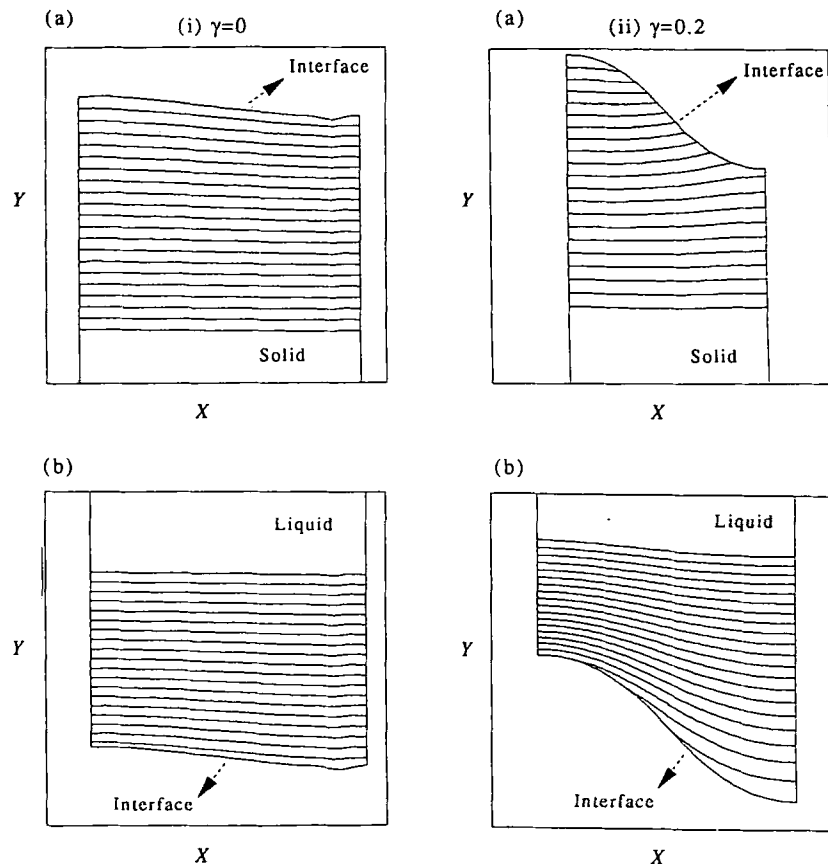 (a)
(i) γ=0
Interface
Y
Solid
X
(a)
(ii) γ=0.2
Interface
Y
Solid
X
(b)
Liquid
Y
Interface
X
(b)
Liquid
Y
Interface
X